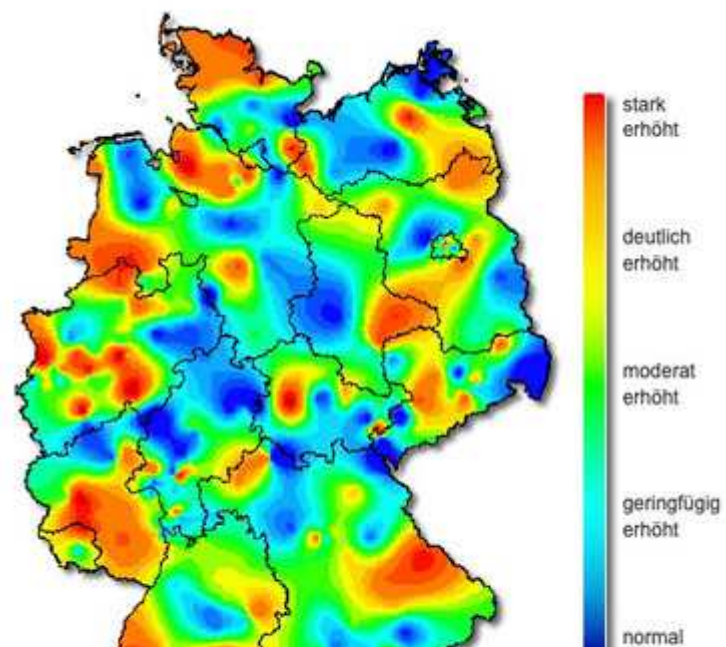 stark
erhöht
deutlich
erhöht
moderat
erhöht
geringfügig
erhöht
normal